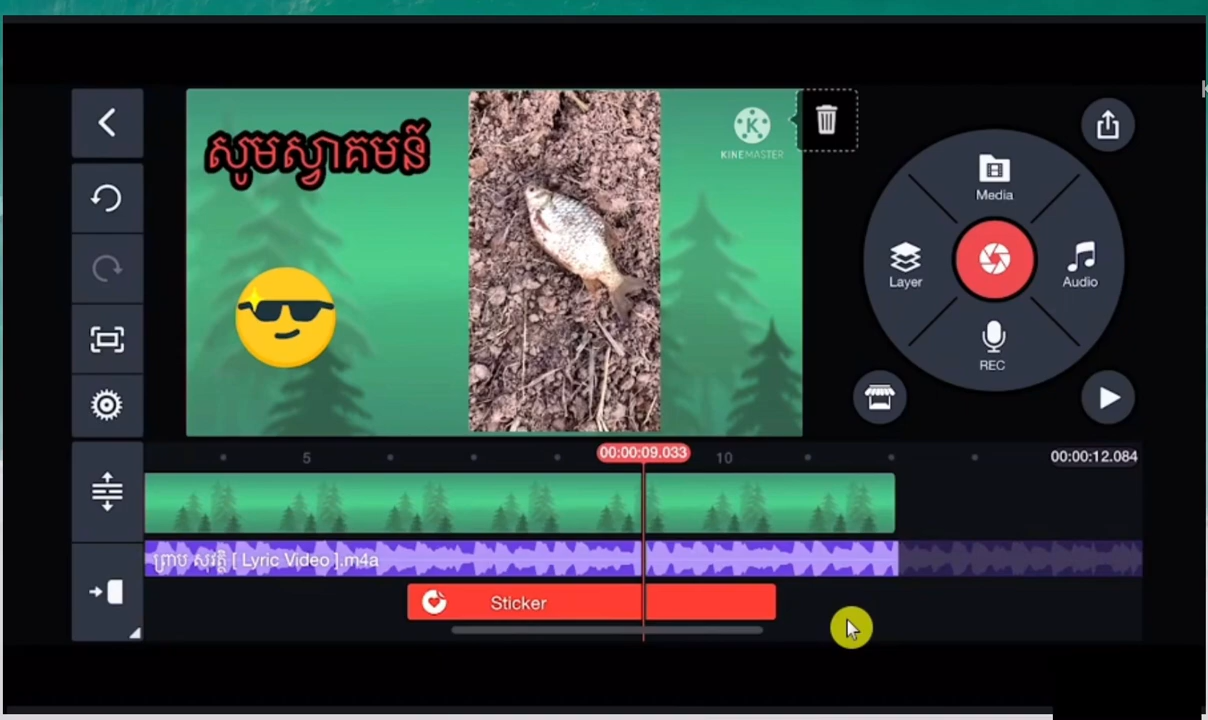 សូមស្វាគមន៍
KINEMASTER
Media
Layer
Audio
REC
5
00:00:09.033
10
00:00:12.084
ព្រាប សុវត្ថិ [ Lyric Video ].m4a
Sticker